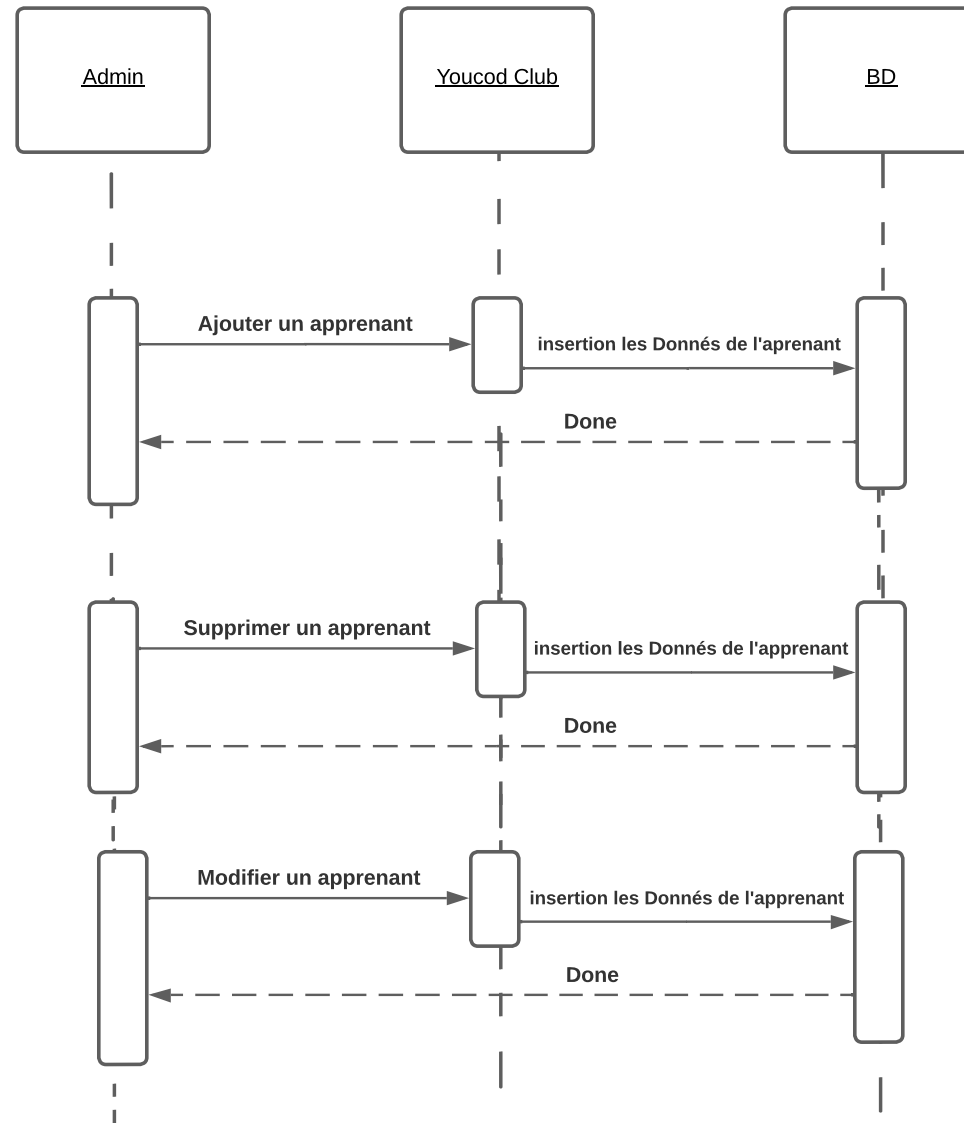 Admin
Youcod Club
BD
Ajouter un apprenant
insertion les Donnés de l'aprenant
Done
Supprimer un apprenant
insertion les Donnés de l'apprenant
Done
Modifier un apprenant
insertion les Donnés de l'apprenant
Done